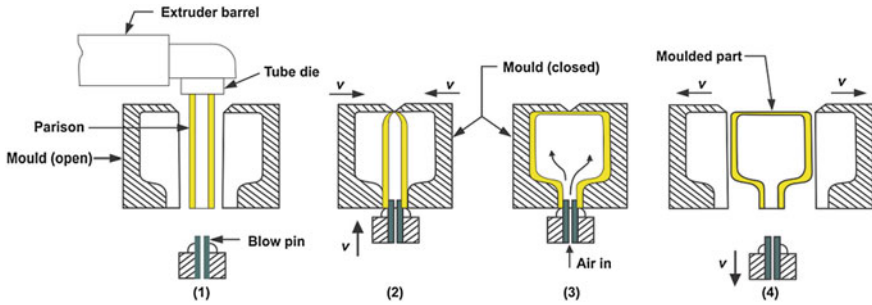 Extruder barrel
Tube die
Parison
Mould (open)
Blow pin
(1)
v
v
Mould (closed)
v
(2)
Air in
(3)
Moulded part
v
v
v
(4)